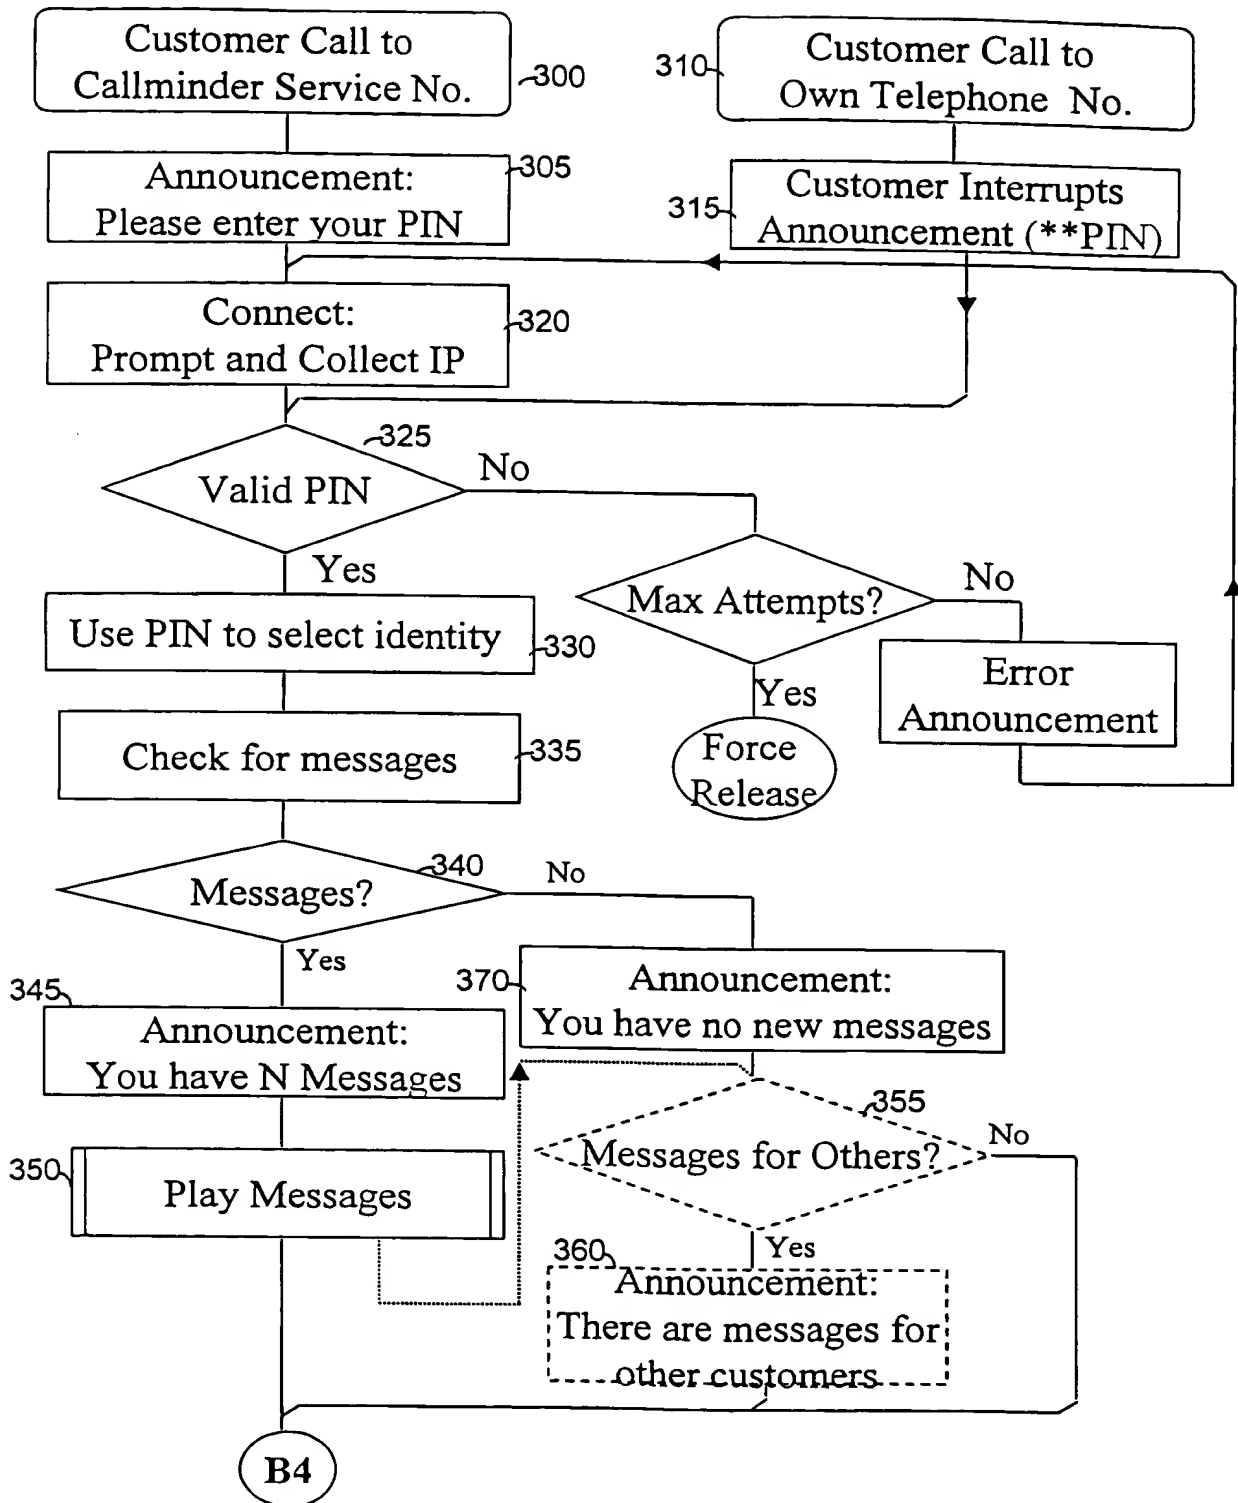 Customer Call to
Callminder Service No.
300
310
Customer Call to
Own Telephone No.
305
Announcement:
Please enter your PIN
315
Customer Interrupts
Announcement (**PIN)
Connect:
Prompt and Collect IP
320
325
Valid PIN
No
Yes
Max Attempts?
No
Use PIN to select identity
330
Yes
Error
Announcement
Force
Release
Check for messages
335
340
Messages?
No
Yes
345
Announcement:
You have N Messages
370
Announcement:
You have no new messages
355
Messages for Others?
No
350
Play Messages
Yes
360
Announcement:
There are messages for
other customers
B4